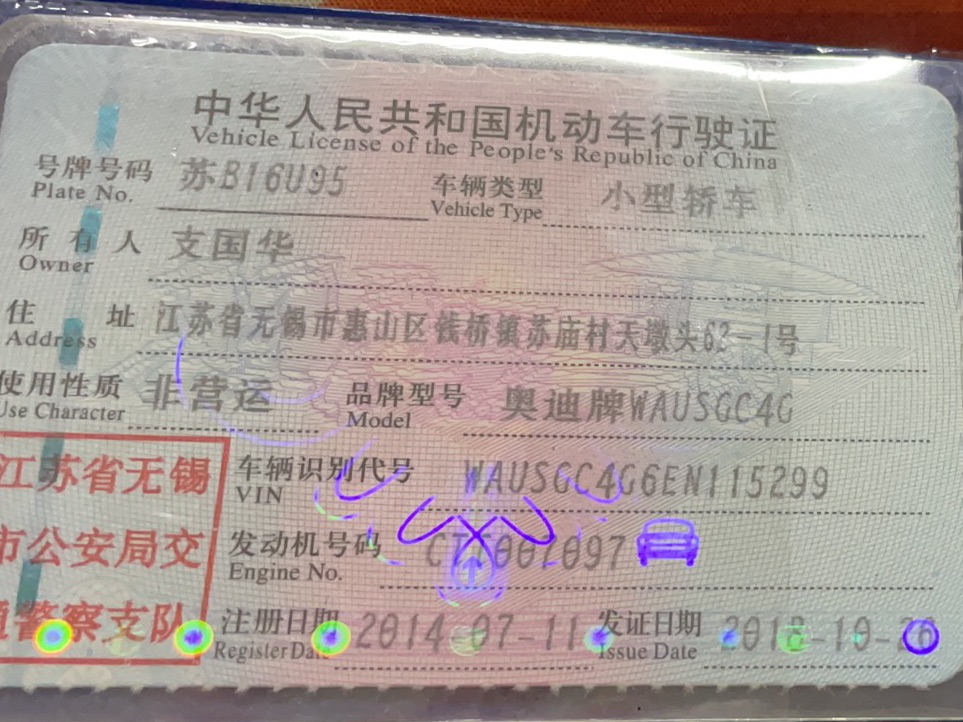 中华人民共和国机动车行驶证
Vehicle License of the People's Republic of China
号牌号码 苏B16U95 车辆类型 小型轿车
Plate No. Vehicle Type
所有人 支国华
Owner
住址 江苏省无锡市惠山区钱桥镇苏庙村天墩头62-1号
Address
使用性质 非营运 品牌型号 奥迪牌WAUSGC4G
Use Character Model
江苏省无锡
市公安局交
通警察支队
车辆识别代号 WAUSGC4G6EN115299
VIN
发动机号码
Engine No.
注册日期 2014-07-11 发证日期
Register Date Issue Date